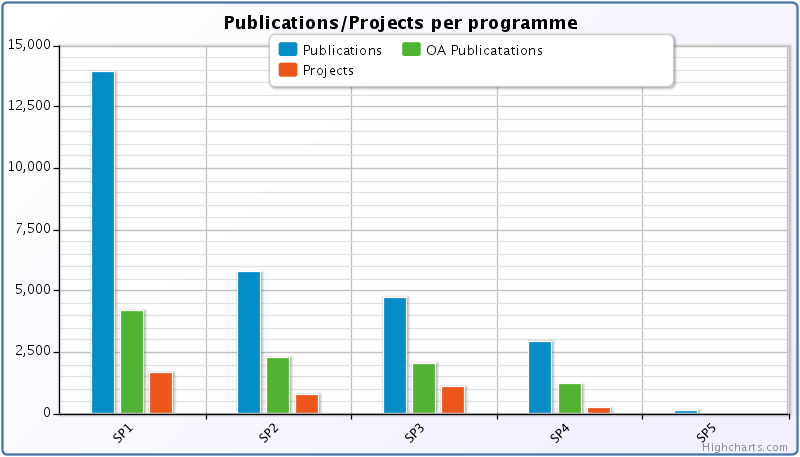 Publications/Projects per programme
Publications OA Publicatations
Projects
15,000
12,500
10,000
7,500
5,000
2,500
0
SP1 SP2 SP3 SP4 SP5
Highcharts.com